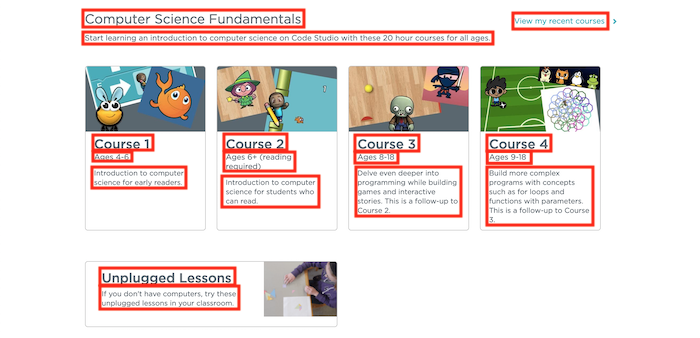 Computer Science Fundamentals
View my recent courses
Start learning an introduction to computer science on Code Studio with these 20 hour courses for all ages.
Course 1
Ages 4-6
Introduction to computer
science for early readers.
Course 2
Ages 6+ (reading
required)
Introduction to computer
science for students who
can read.
Course 3
Ages 8-18
Delve even deeper into
programming while building
games and interactive
stories. This is a follow-up to
Course 2.
Course 4
Ages 9-18
Build more complex
programs with concepts
such as for loops and
functions with parameters.
This is a follow-up to Course
3.
Unplugged Lessons
If you don't have computers, try these
unplugged lessons in your classroom.